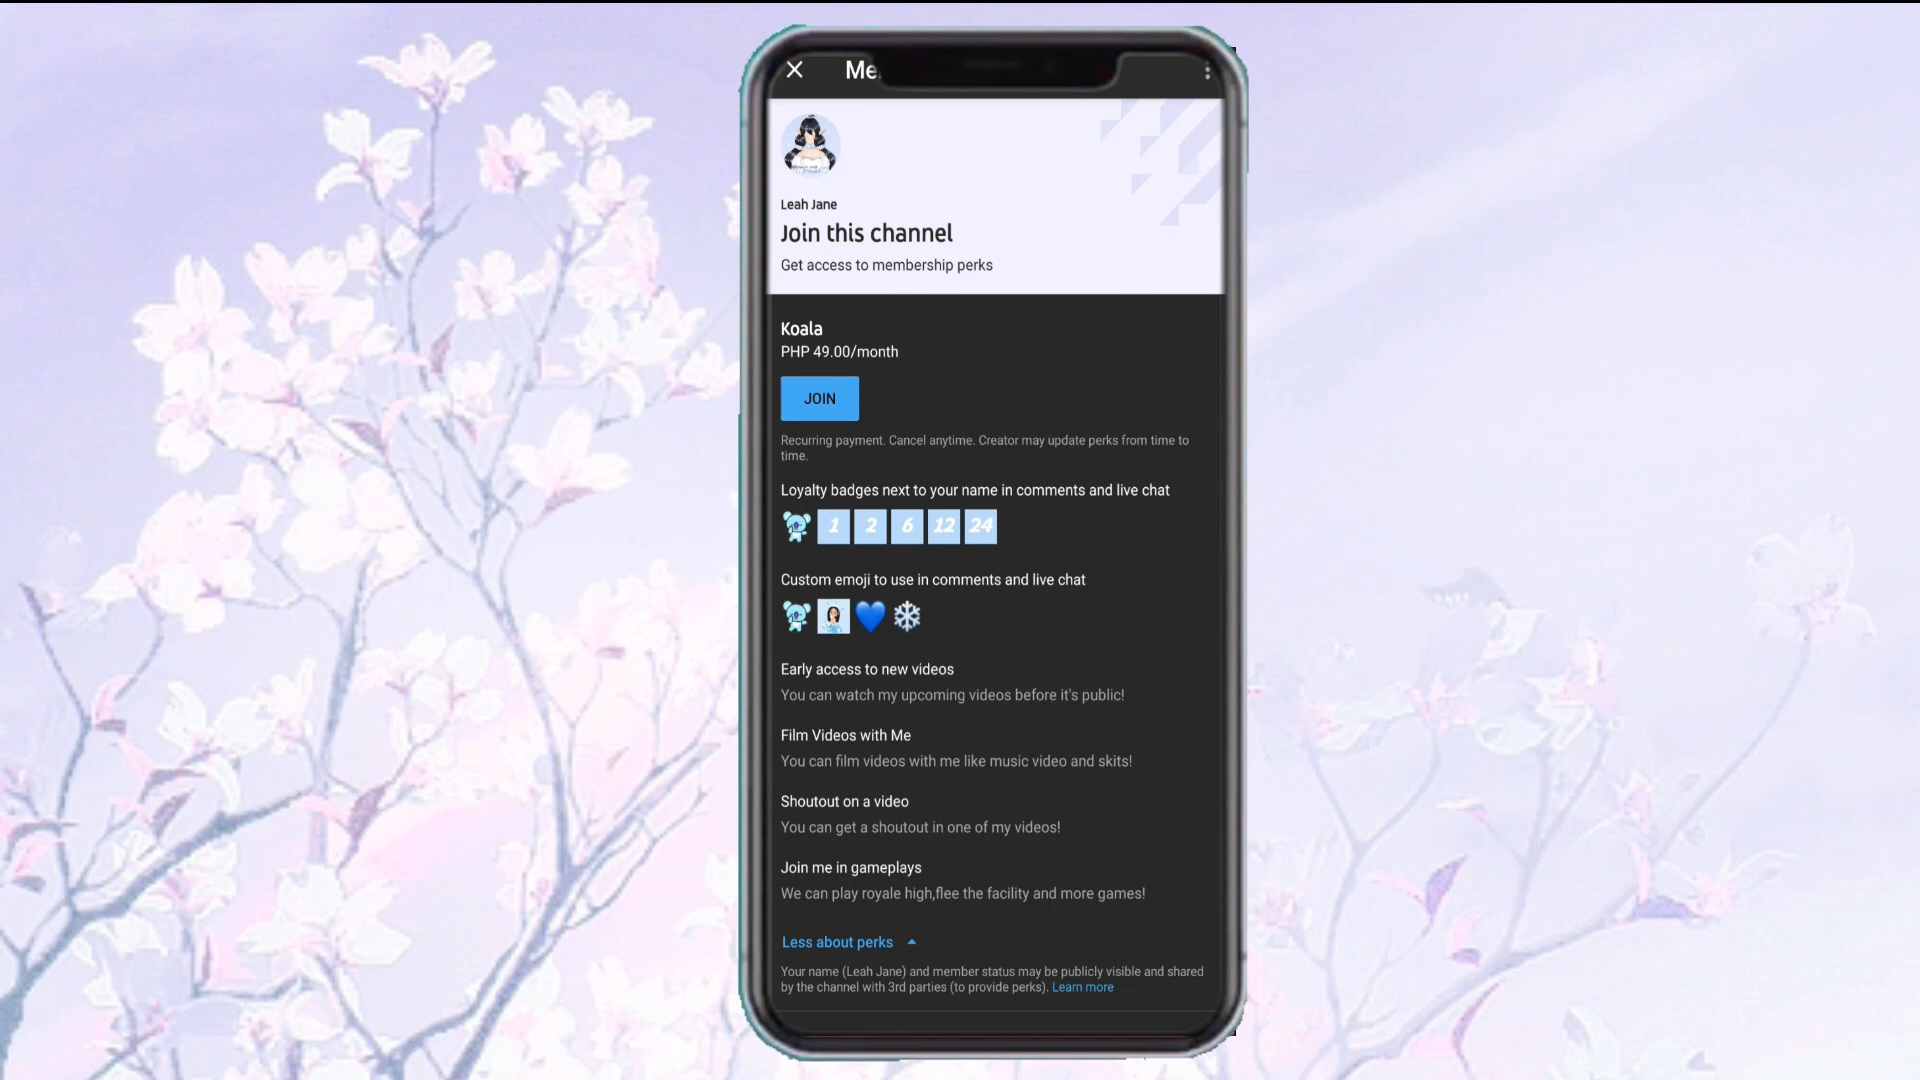 Me
Leah Jane
Join this channel
Get access to membership perks
Koala
PHP 49.00/month
JOIN
Recurring payment. Cancel anytime. Creator may update perks from time to
time.
Loyalty badges next to your name in comments and live chat
1 2 6 12 24
Custom emoji to use in comments and live chat
Early access to new videos
You can watch my upcoming videos before it's public!
Film Videos with Me
You can film videos with me like music video and skits!
Shoutout on a video
You can get a shoutout in one of my videos!
Join me in gameplays
We can play royale high,flee the facility and more games!
Less about perks
Your name (Leah Jane) and member status may be publicly visible and shared
by the channel with 3rd parties (to provide perks). Learn more